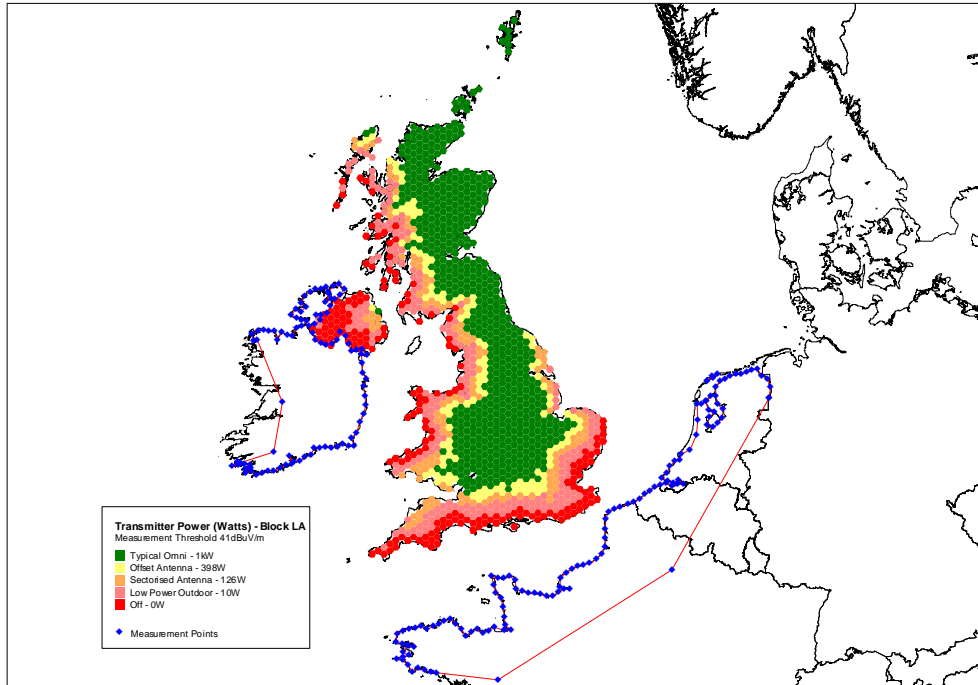 Transmitter Power (Watts) - Block LA
Measurement Threshold 41dBuV/m
Typical Omni - 1kW
Offset Antenna - 398W
Sectorised Antenna - 126W
Low Power Outdoor - 10W
Off - 0W
Measurement Points